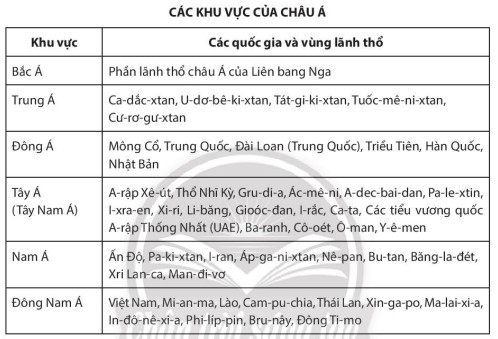 CÁC KHU VỰC CỦA CHÂU Á
Khu vực
Các quốc gia và vùng lãnh thổ
Bắc Á
Phần lãnh thổ châu Á của Liên bang Nga
Trung Á
Ca-dắc-xtan, U-dơ-bê-ki-xtan, Tát-gi-ki-xtan, Tuốc-mê-ni-xtan,
Cư-rơ-gư-xtan
Đông Á
Mông Cổ, Trung Quốc, Đài Loan (Trung Quốc), Triều Tiên, Hàn Quốc,
Nhật Bản
Tây Á
(Tây Nam Á)
A-rập Xê-út, Thổ Nhĩ Kỳ, Gru-di-a, Ác-mê-ni, A-dec-bai-dan, Pa-le-xtin,
I-xra-en, Xi-ri, Li-băng, Gioóc-đan, I-rắc, Ca-ta, Các tiểu vương quốc
A-rập Thống Nhất (UAE), Ba-ranh, Cô-oét, Ô-man, Y-ê-men
Nam Á
Ấn Độ, Pa-ki-xtan, I-ran, Áp-ga-ni-xtan, Nê-pan, Bu-tan, Băng-la-đét,
Xri Lan-ca, Man-đi-vơ
Đông Nam Á
Việt Nam, Mi-an-ma, Lào, Cam-pu-chia, Thái Lan, Xin-ga-po, Ma-lai-xi-a,
In-đô-nê-xi-a, Phi-líp-pin, Bru-nây, Đông Ti-mo
Chân trời sáng tạo